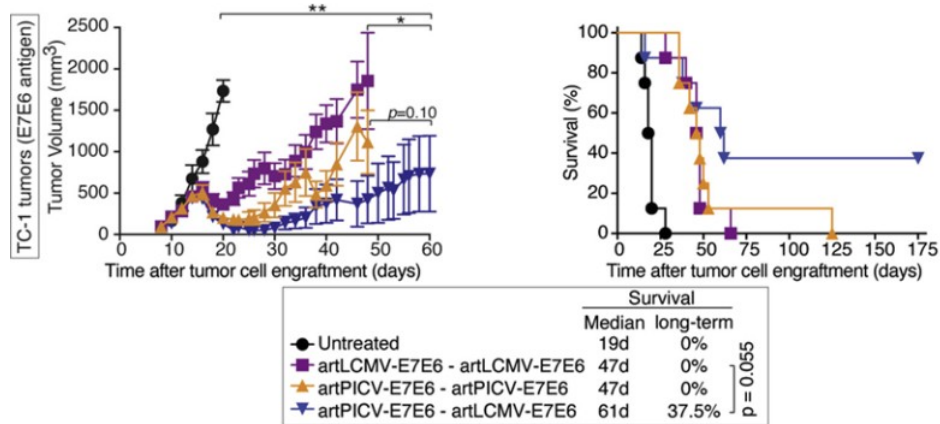 TC-1 tumors (E7E6 antigen)
Tumor Volume (mm³)
2500
2000
1500
1000
500
0
0 10 20 30 40 50 60
Time after tumor cell engraftment (days)
**
*
p=0.10
Survival (%)
100
80
60
40
20
0
0 25 50 75 100 125 150 175
Time after tumor cell engraftment (days)
Survival
Median long-term
Untreated 19d 0%
artLCMV-E7E6 - artLCMV-E7E6 47d 0%
artPICV-E7E6 - artPICV-E7E6 47d 0%
artPICV-E7E6 - artLCMV-E7E6 61d 37.5%
p = 0.055